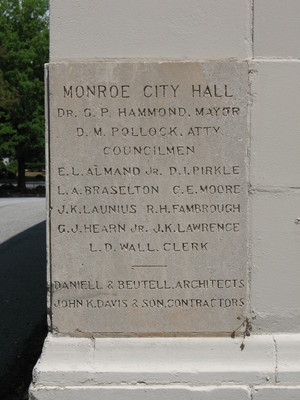 MONROE CITY HALL
DR. G. P. HAMMOND. MAYOR
D. M. POLLOCK. ATTY
COUNCILMEN
E. L. ALMAND JR. D. I. PIRKLE
L. A. BRASELTON C. E. MOORE
J. K. LAUNIUS R. H. FAMBROUGH
G. J. HEARN JR. J. K. LAWRENCE
L. D. WALL. CLERK
DANIELL & BEUTELL. ARCHITECTS
JOHN K. DAVIS & SON. CONTRACTORS